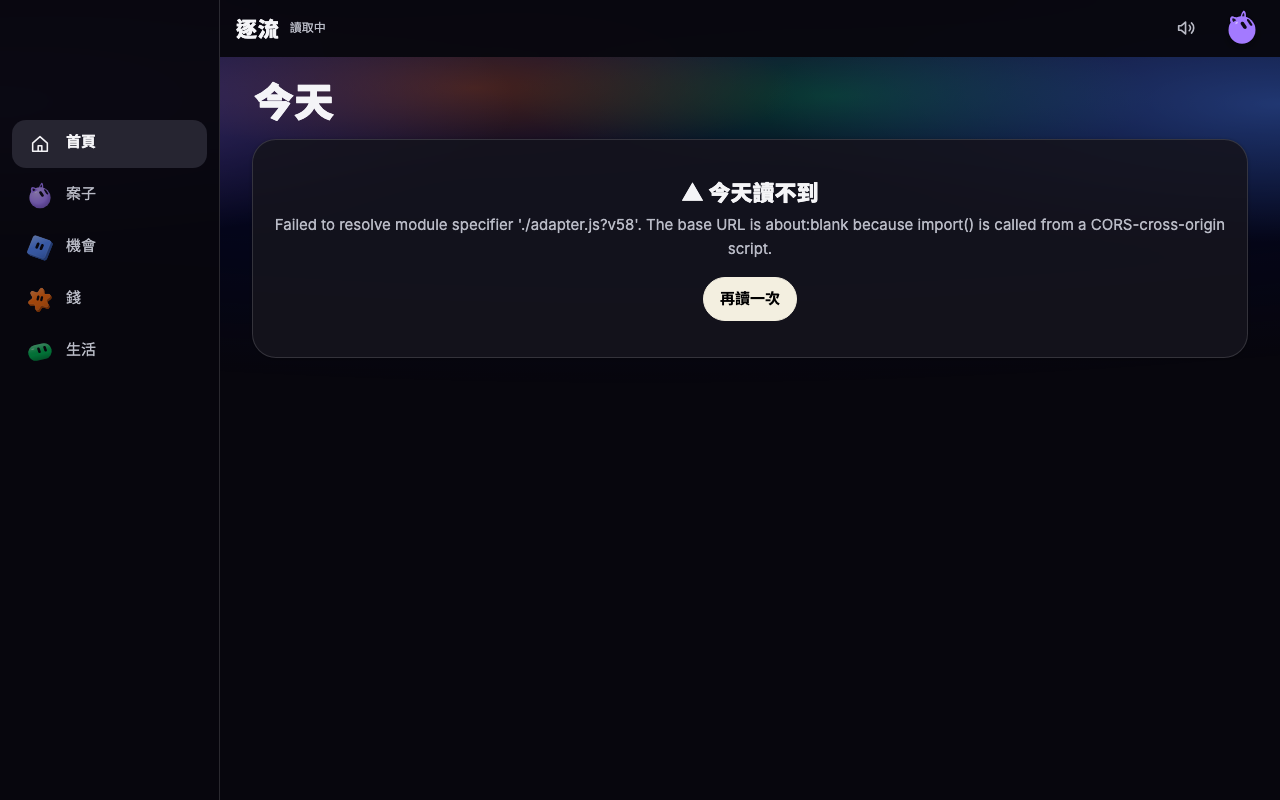 逐流 讀取中
首頁
案子
機會
錢
生活
今天
▲ 今天讀不到
Failed to resolve module specifier './adapter.js?v58'. The base URL is about:blank because import() is called from a CORS-cross-origin
script.
再讀一次